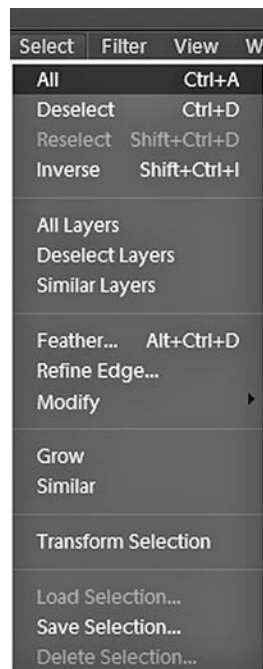 Select Filter View W
All Ctrl+A
Deselect Ctrl+D
Reselect Shift+Ctrl+D
Inverse Shift+Ctrl+I
All Layers
Deselect Layers
Similar Layers
Feather... Alt+Ctrl+D
Refine Edge...
Modify
Grow
Similar
Transform Selection
Load Selection...
Save Selection...
Delete Selection...